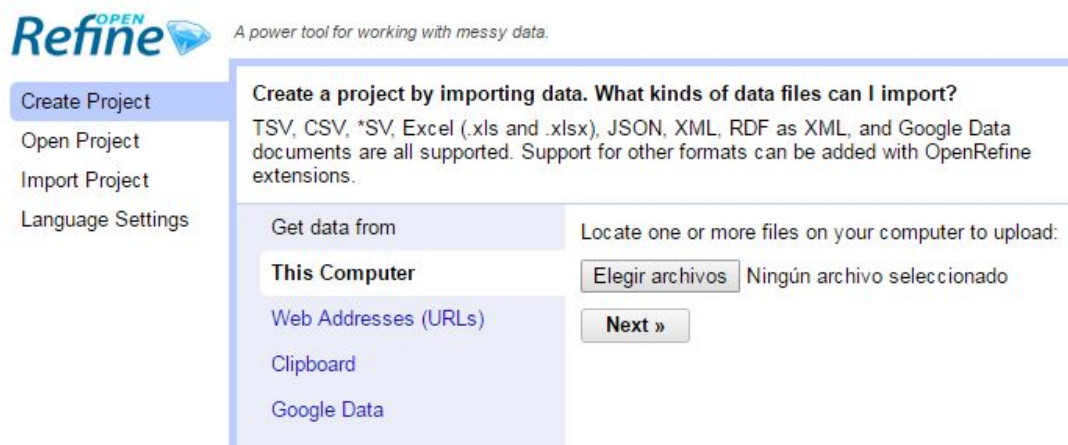 OPEN
Refine
A power tool for working with messy data.
Create Project
Open Project
Import Project
Language Settings
Create a project by importing data. What kinds of data files can I import?
TSV, CSV, *SV, Excel (.xls and .xlsx), JSON, XML, RDF as XML, and Google Data
documents are all supported. Support for other formats can be added with OpenRefine
extensions.
Get data from
This Computer
Web Addresses (URLs)
Clipboard
Google Data
Locate one or more files on your computer to upload:
Elegir archivos Ningún archivo seleccionado
Next »